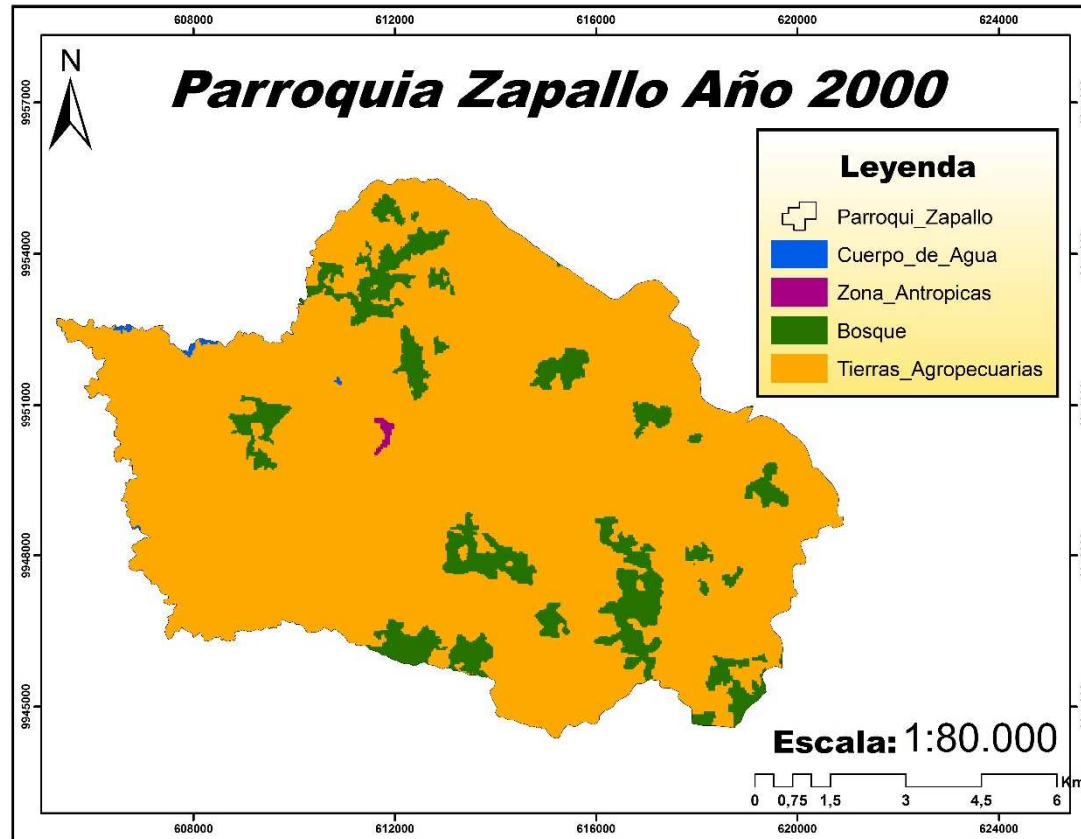 608000 612000 616000 620000 624000
N
Parroquia Zapallo Año 2000
9957000
Leyenda
Parroqui_Zapallo
9954000
Cuerpo_de_Agua
Zona_Antropicas
Bosque
Tierras_Agropecuarias
9951000
9948000
9945000
Escala: 1:80.000
Km
0 0,75 1,5 3 4,5 6
608000 612000 616000 620000 624000